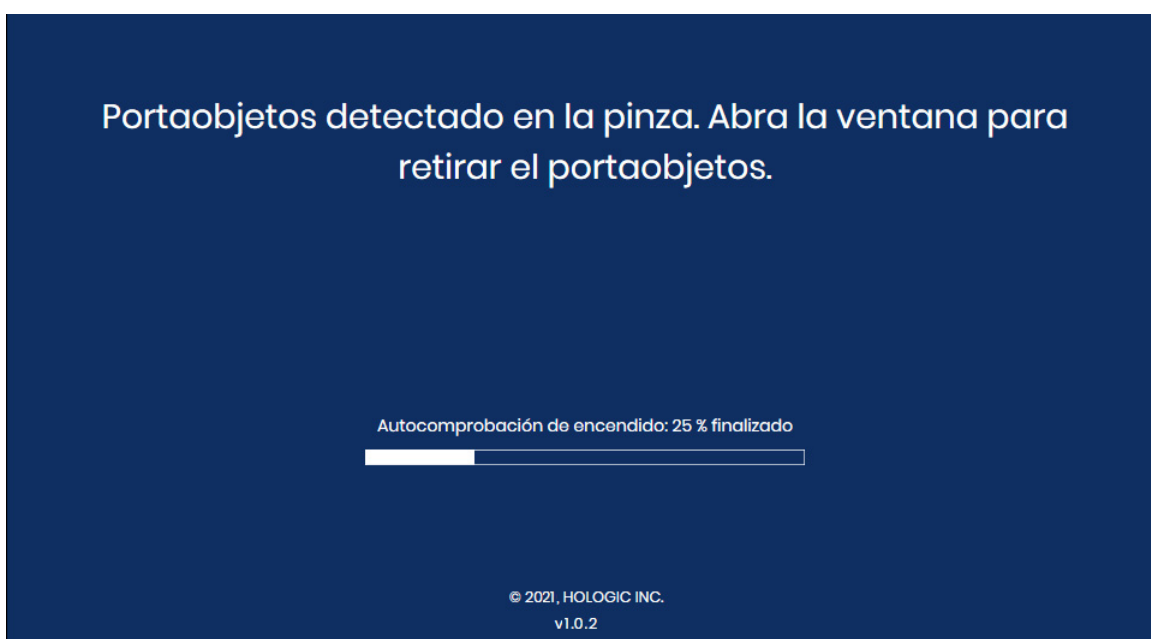 Portaobjetos detectado en la pinza. Abra la ventana para
retirar el portaobjetos.
Autocomprobación de encendido: 25 % finalizado
© 2021, HOLOGIC INC.
v1.0.2